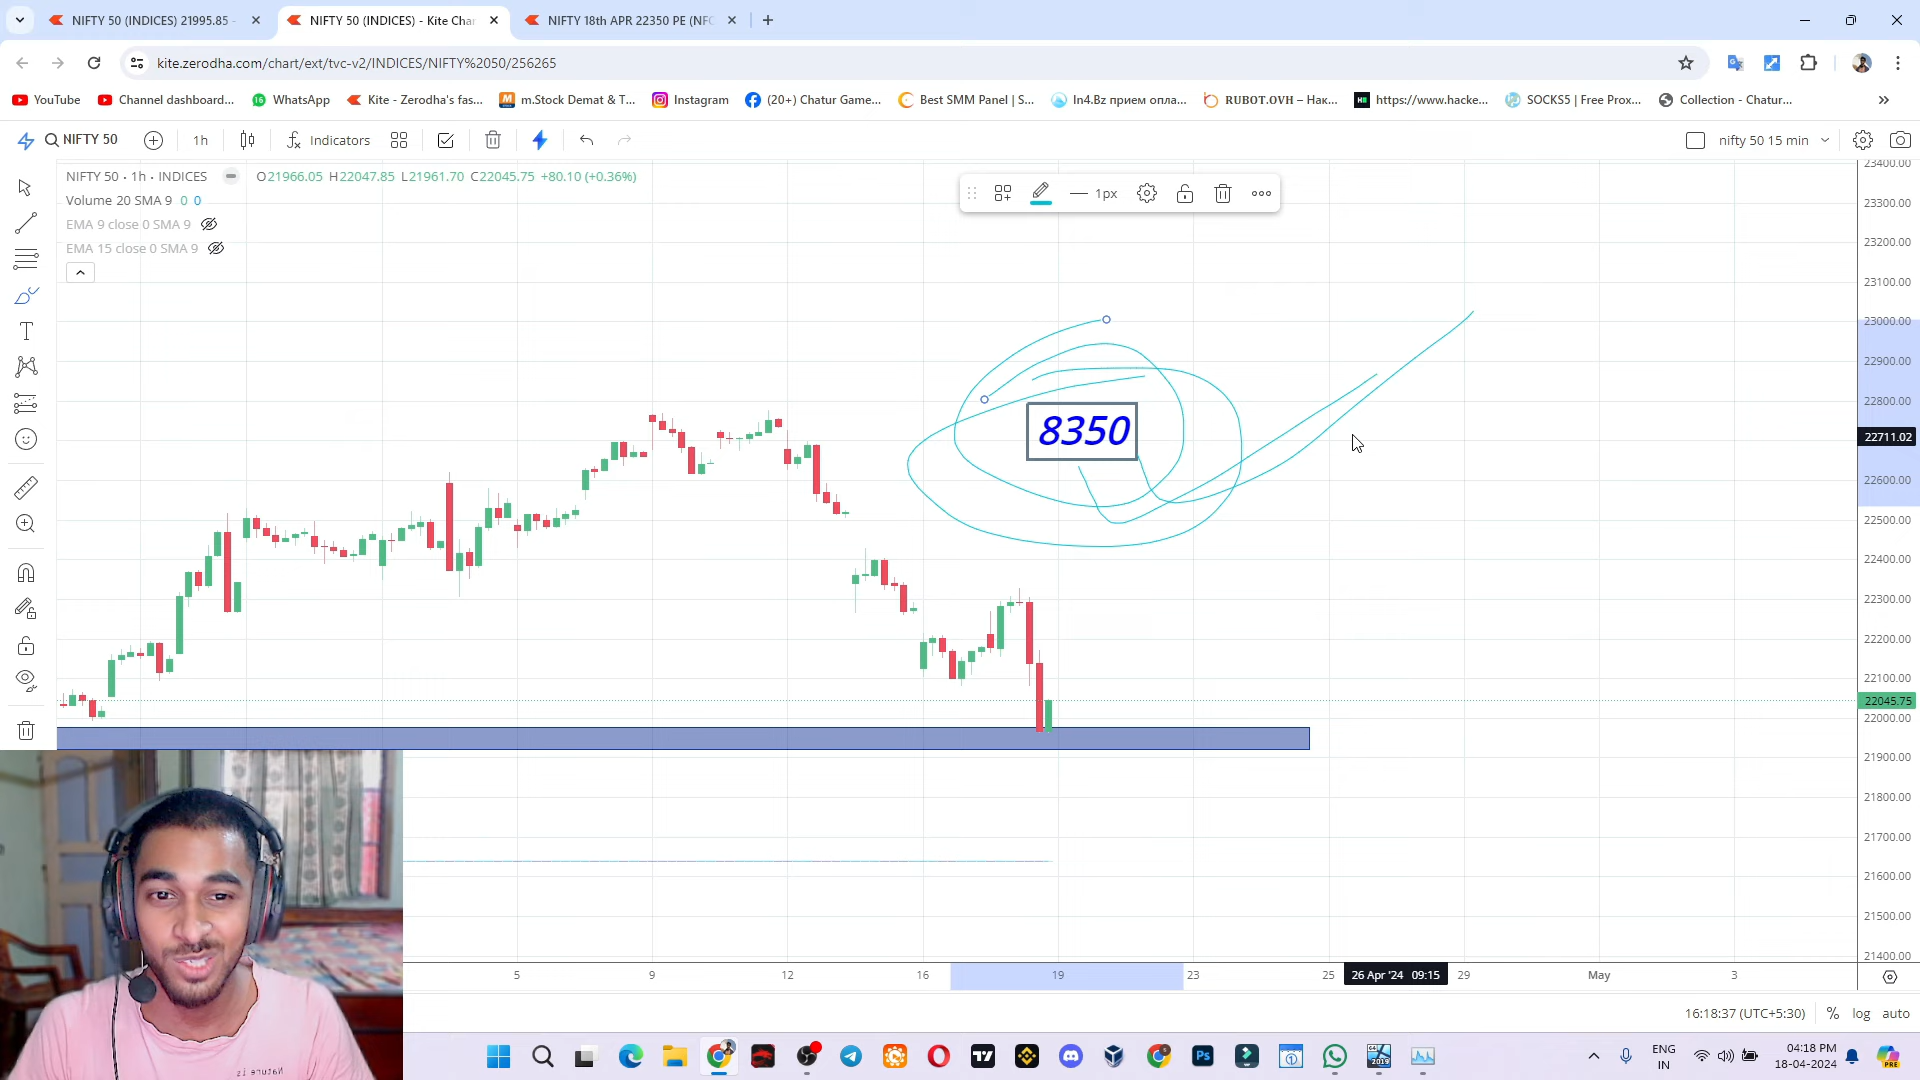 NIFTY 50 (INDICES) 21995.85 -
NIFTY 50 (INDICES) - Kite Char
NIFTY 18th APR 22350 PE (NFO
kite.zerodha.com/chart/ext/tvc-v2/INDICES/NIFTY%2050/256265
YouTube
Channel dashboard...
WhatsApp
Kite - Zerodha's fas...
m.Stock Demat & T...
Instagram
(20+) Chatur Game...
Best SMM Panel | S...
In4.Bz прием опла...
RUBOT.OVH – Нак...
https://www.hacke...
SOCKS5 | Free Prox...
Collection - Chatur...
NIFTY 50
1h
Indicators
nifty 50 15 min
NIFTY 50 · 1h · INDICES O21966.05 H22047.85 L21961.70 C22045.75 +80.10 (+0.36%)
Volume 20 SMA 9 0 0
EMA 9 close 0 SMA 9
EMA 15 close 0 SMA 9
1px
8350
23400.00
23300.00
23200.00
23100.00
23000.00
22900.00
22800.00
22711.02
22600.00
22500.00
22400.00
22300.00
22200.00
22100.00
22045.75
22000.00
21900.00
21800.00
21700.00
21600.00
21500.00
21400.00
5
9
12
16
19
23
25
26 Apr '24 09:15
29
May
3
16:18:37 (UTC+5:30)
%
log
auto
ENG
IN
04:18 PM
18-04-2024